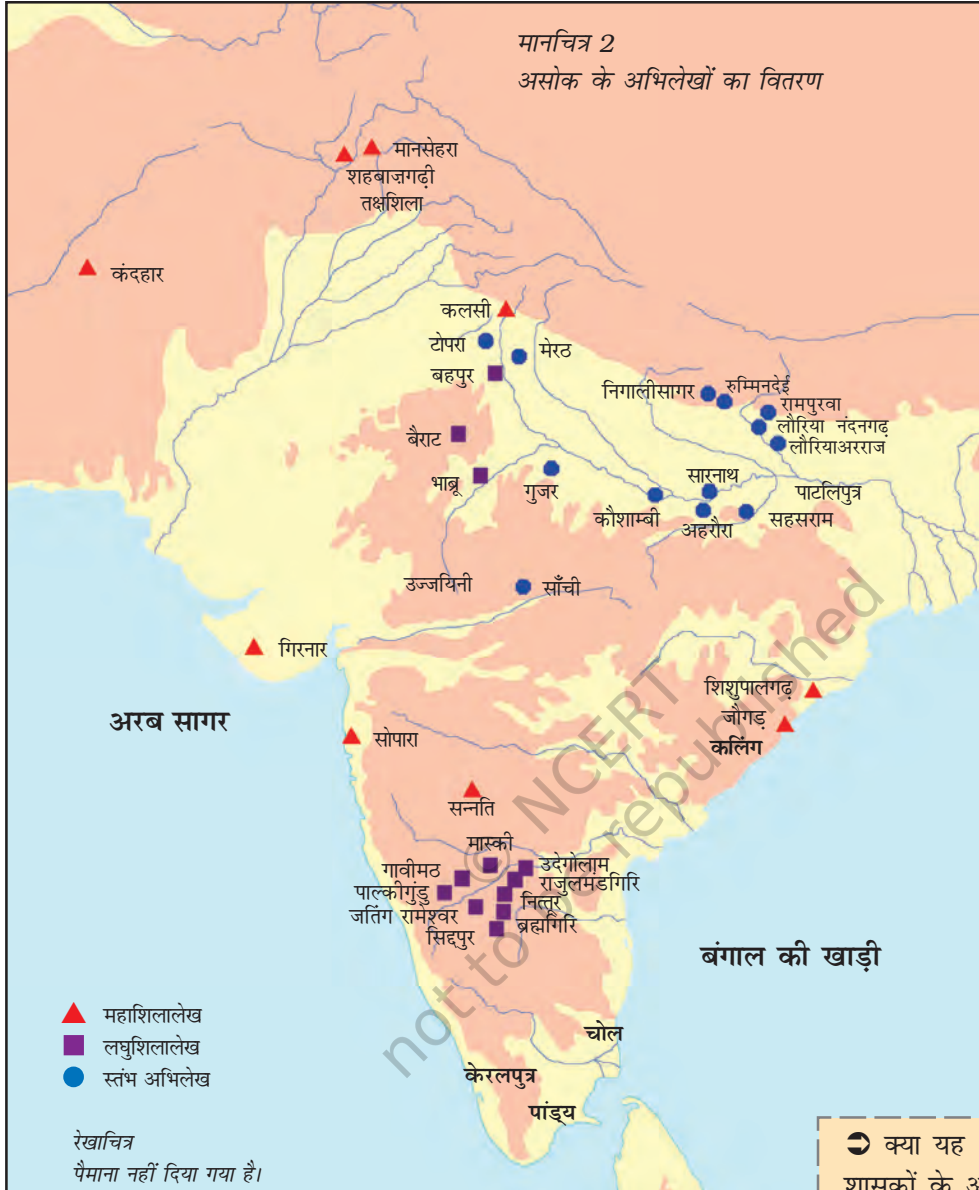 मानचित्र 2
असोक के अभिलेखों का वितरण
मानसेहरा
शहबाज़गढ़ी
तक्षशिला
कंदहार
कलसी
टोपरा
मेरठ
बहपुर
निगालीसागर
रुम्मिनदेई
रामपुरवा
लौरिया नंदनगढ़
लौरियाअरराज
बैराट
भाब्रू
गुजर
सारनाथ
पाटलिपुत्र
कौशाम्बी
अहरौरा
सहसराम
उज्जयिनी
साँची
गिरनार
शिशुपालगढ़
जौगड़
कलिंग
अरब सागर
सोपारा
सन्नति
मास्की
गावीमठ
उदेगोलाम
राजुलमडगिरि
पाल्कीगुंडु
नित्तूर
जतिंग रामेश्वर
ब्रह्मगिरि
सिद्दपुर
बंगाल की खाड़ी
महाशिलालेख
लघुशिलालेख
स्तंभ अभिलेख
चोल
केरलपुत्र
पांड्य
रेखाचित्र
पैमाना नहीं दिया गया है।
➲ क्या यह
शासकों के अ
© NCERT
not to be republished